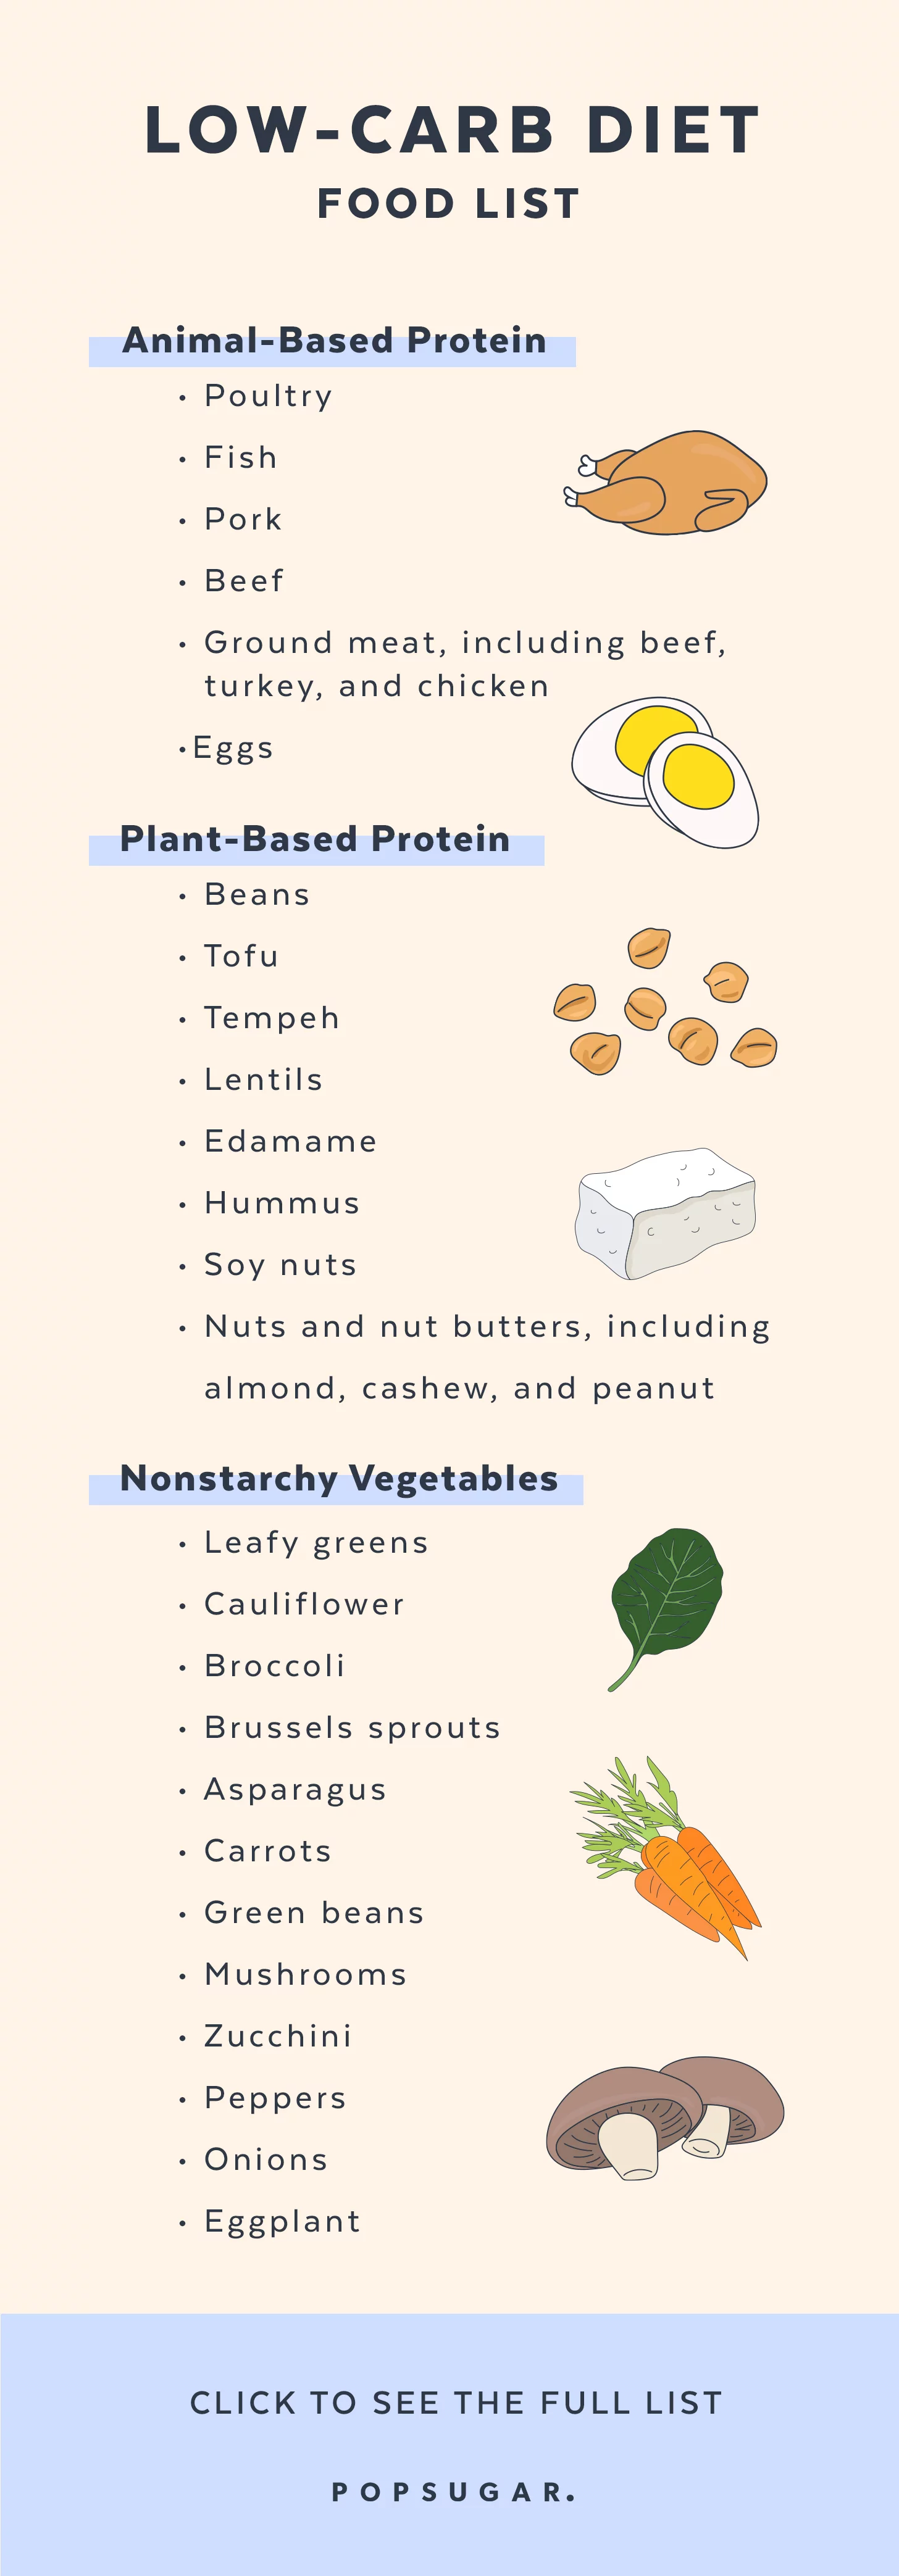 LOW-CARB DIET
FOOD LIST
Animal-Based Protein
• Poultry
• Fish
• Pork
• Beef
• Ground meat, including beef,
turkey, and chicken
•Eggs
Plant-Based Protein
• Beans
• Tofu
• Tempeh
• Lentils
• Edamame
• Hummus
• Soy nuts
• Nuts and nut butters, including
almond, cashew, and peanut
Nonstarchy Vegetables
• Leafy greens
• Cauliflower
• Broccoli
• Brussels sprouts
• Asparagus
• Carrots
• Green beans
• Mushrooms
• Zucchini
• Peppers
• Onions
• Eggplant
CLICK TO SEE THE FULL LIST
POPSUGAR.